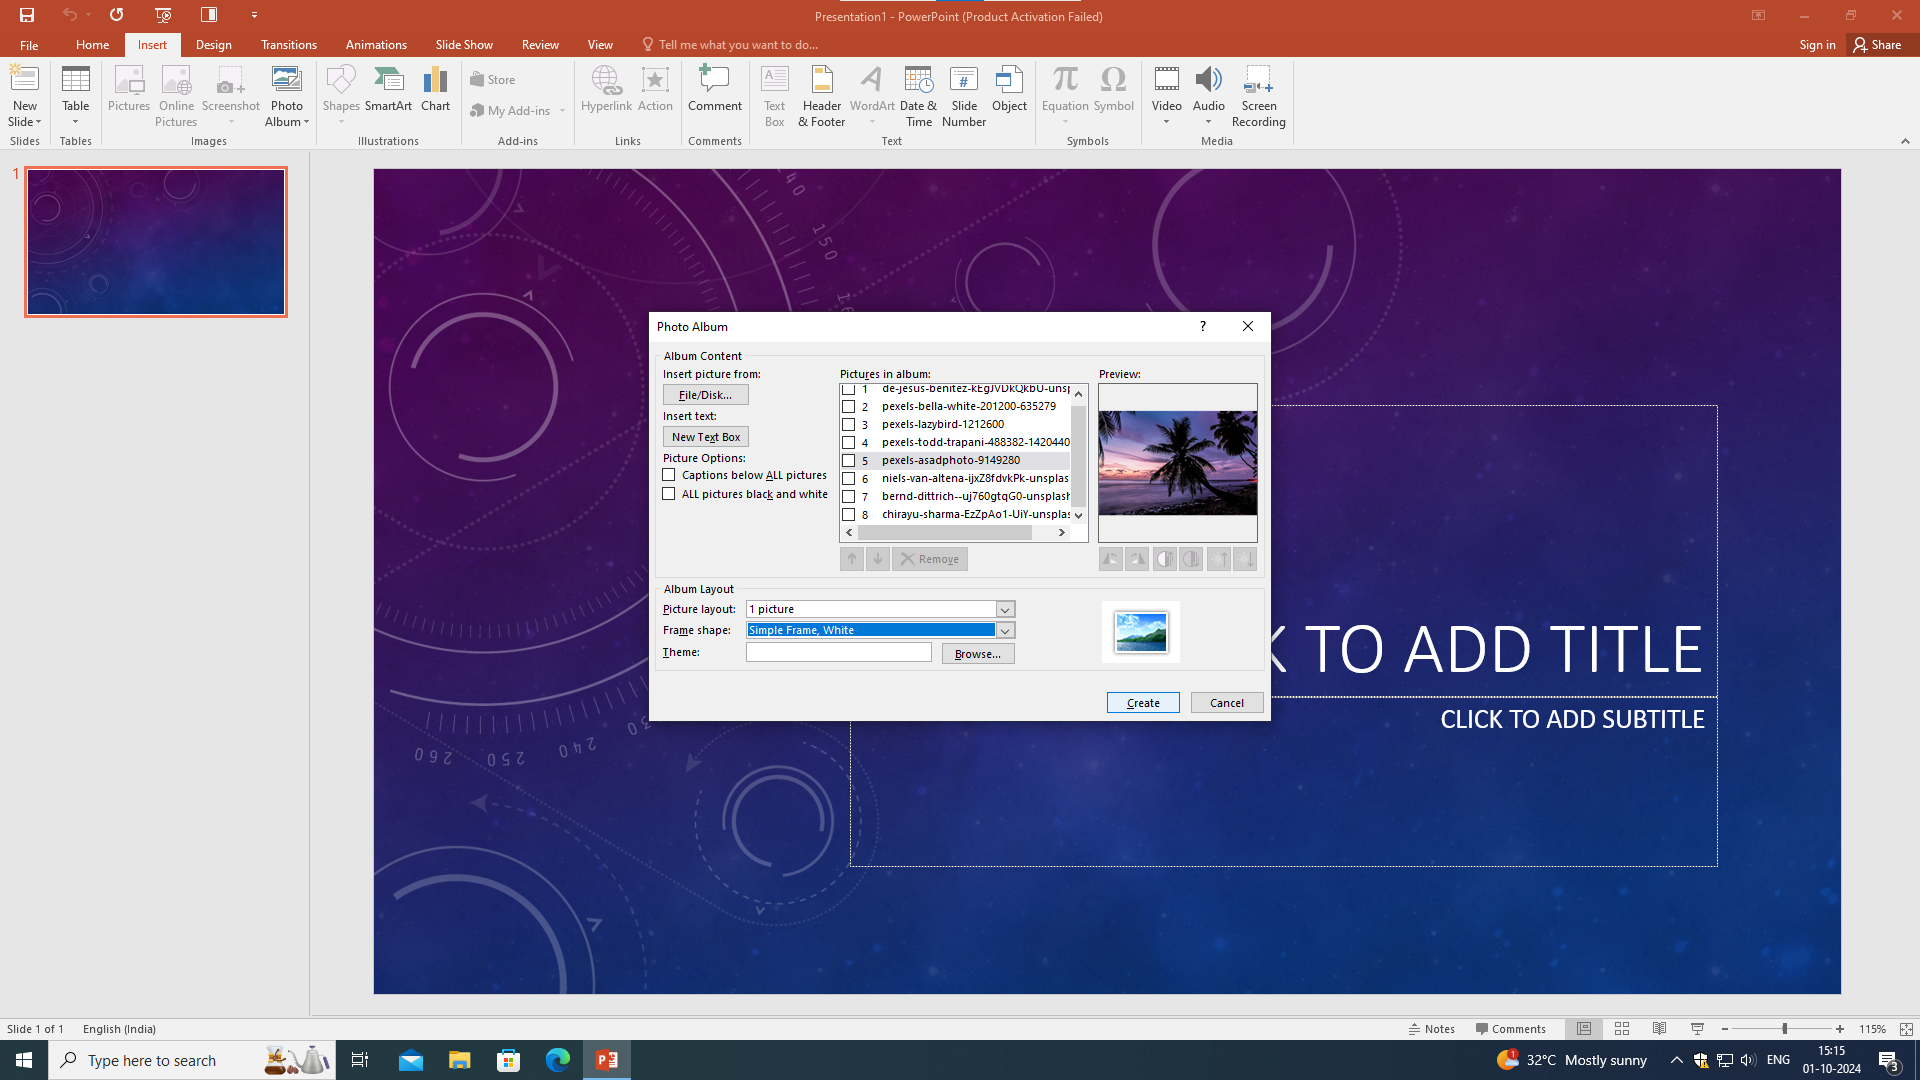 Presentation1 - PowerPoint (Product Activation Failed)
File Home Insert Design Transitions Animations Slide Show Review View Tell me what you want to do... Sign in Share
New Slide
Slides
Table
Tables
Pictures
Online Pictures
Screenshot
Photo Album
Images
Shapes
SmartArt
Chart
Illustrations
Store
My Add-ins
Add-ins
Hyperlink
Action
Links
Comment
Comments
Text Box
Header & Footer
WordArt
Date & Time
Slide Number
Object
Text
Equation
Symbol
Symbols
Video
Audio
Screen Recording
Media
1
Photo Album
?
Album Content
Insert picture from:
File/Disk...
Insert text:
New Text Box
Picture Options:
Captions below ALL pictures
ALL pictures black and white
Pictures in album:
1 de-jesus-benitez-kEgJVDkQkbU-unsp
2 pexels-bella-white-201200-635279
3 pexels-lazybird-1212600
4 pexels-todd-trapani-488382-1420440
5 pexels-asadphoto-9149280
6 niels-van-altena-ijxZ8fdvkPk-unsplas
7 bernd-dittrich--uj760gtqG0-unsplash
8 chirayu-sharma-EzZpAo1-UiY-unsplas
Remove
Preview:
Album Layout
Picture layout: 1 picture
Frame shape: Simple Frame, White
Theme:
Browse...
Create
Cancel
K TO ADD TITLE
CLICK TO ADD SUBTITLE
140
150
260
250
240
Slide 1 of 1 English (India) Notes Comments 115%
Type here to search
1 32°C Mostly sunny ENG
15:15
01-10-2024
3